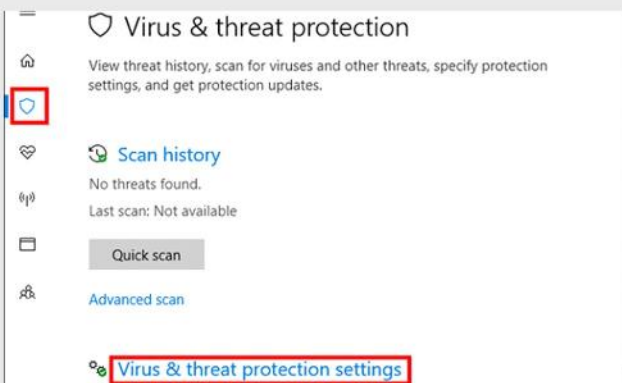 Virus & threat protection
View threat history, scan for viruses and other threats, specify protection
settings, and get protection updates.
Scan history
No threats found.
Last scan: Not available
Quick scan
Advanced scan
Virus & threat protection settings